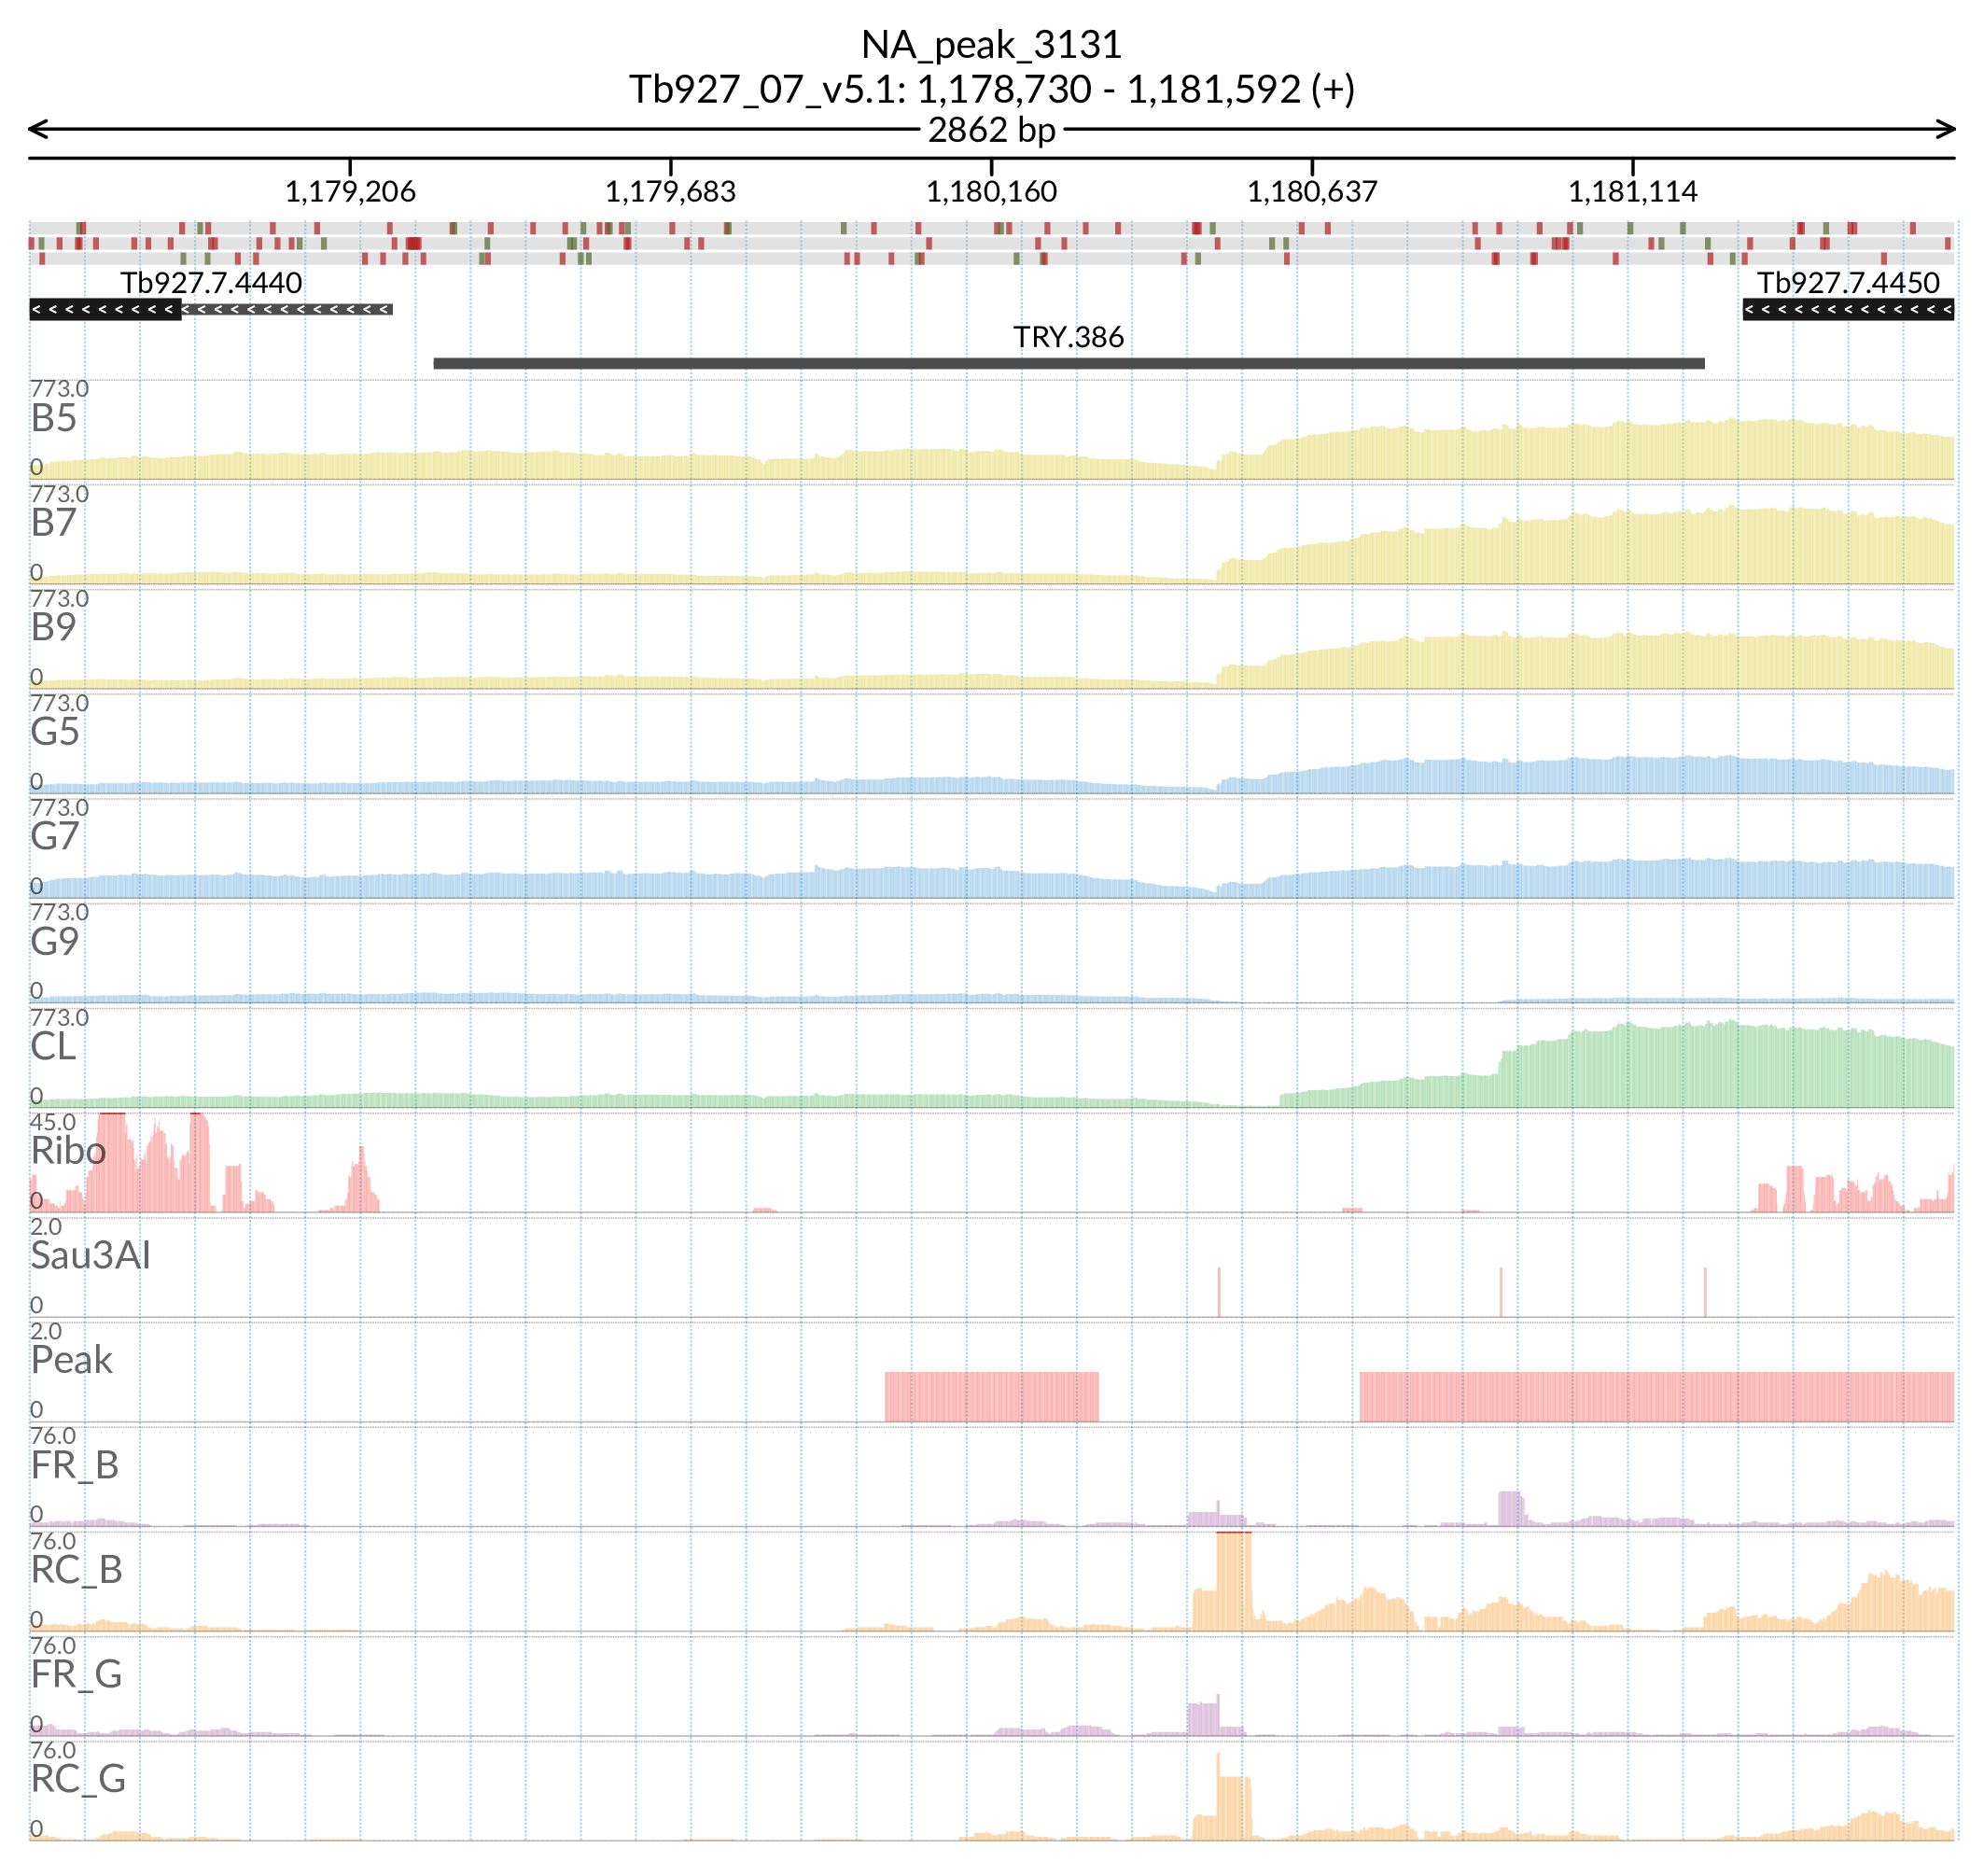 NA_peak_3131
Tb927_07_v5.1: 1,178,730 - 1,181,592 (+)
2862 bp
1,179,206 1,179,683 1,180,160 1,180,637 1,181,114
Tb927.7.4440 Tb927.7.4450
TRY.386
773.0
B5
0
773.0
B7
0
773.0
B9
0
773.0
G5
0
773.0
G7
0
773.0
G9
0
773.0
CL
0
45.0
Ribo
0
2.0
Sau3AI
0
2.0
Peak
0
76.0
FR_B
0
76.0
RC_B
0
76.0
FR_G
0
76.0
RC_G
0